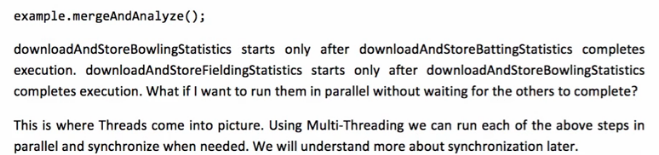 example.mergeAndAnalyze();
downloadAndStoreBowlingStatistics starts only after downloadAndStoreBattingStatistics completes
execution. downloadAndStoreFieldingStatistics starts only after downloadAndStoreBowlingStatistics
completes execution. What if I want to run them in parallel without waiting for the others to complete?
This is where Threads come into picture. Using Multi-Threading we can run each of the above steps in
parallel and synchronize when needed. We will understand more about synchronization later.